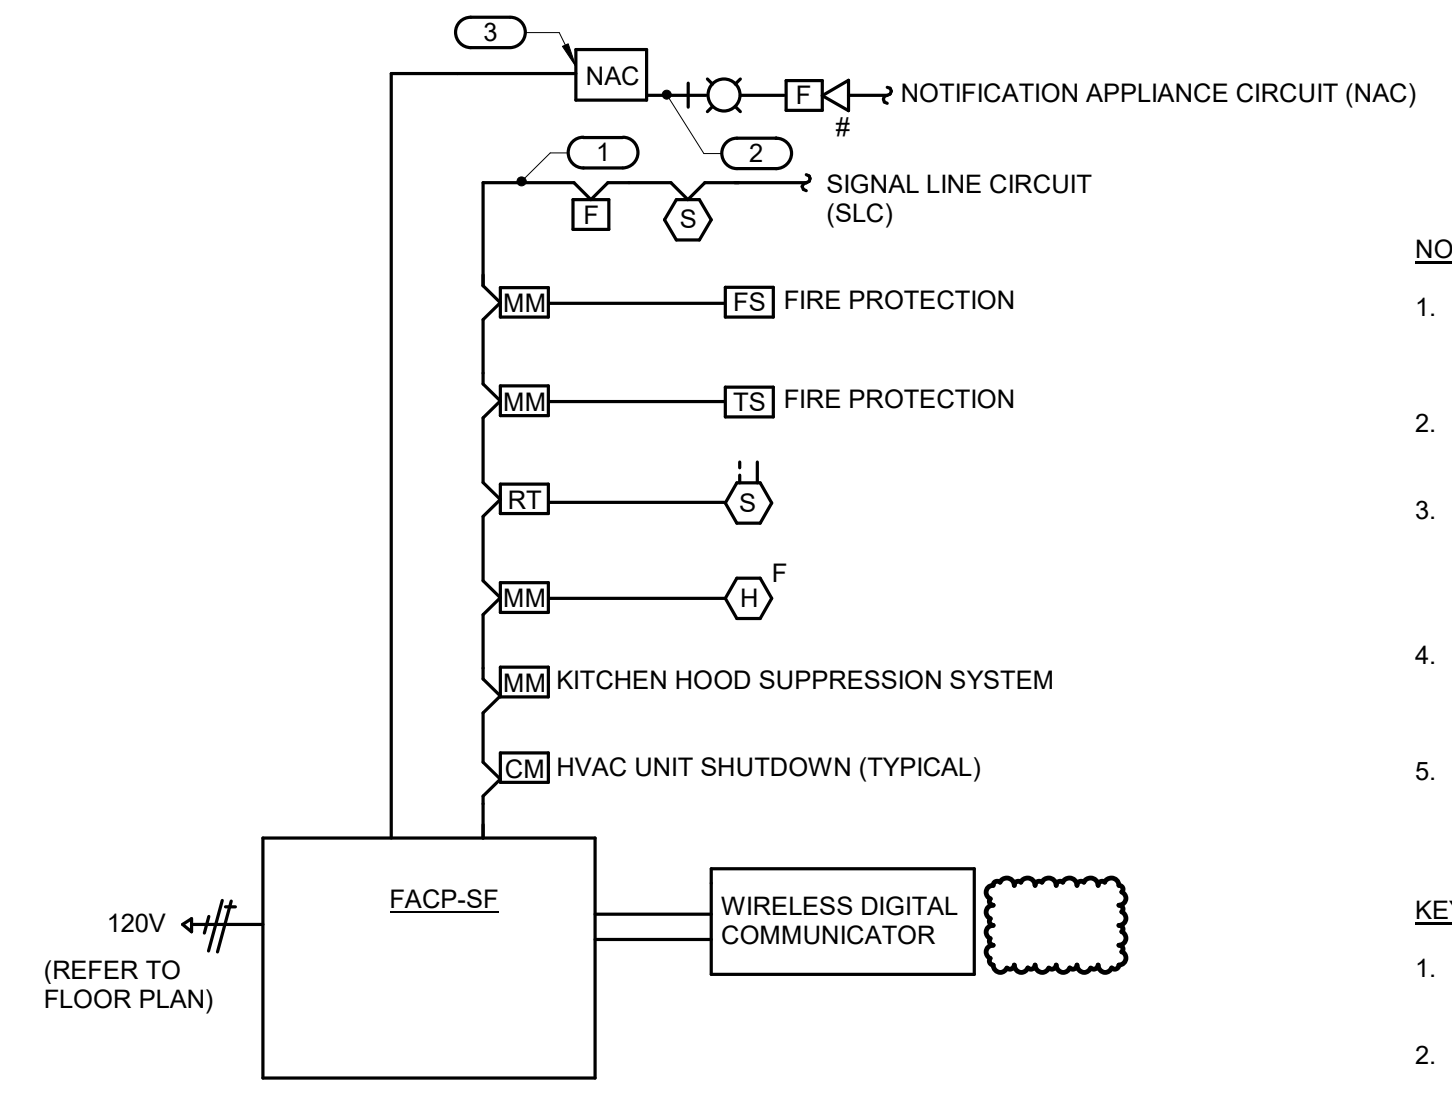 3
NAC
F
#
NOTIFICATION APPLIANCE CIRCUIT (NAC)
1
2
F
S
SIGNAL LINE CIRCUIT
(SLC)
MM
FS
FIRE PROTECTION
MM
TS
FIRE PROTECTION
RT
S
MM
H
F
MM
KITCHEN HOOD SUPPRESSION SYSTEM
CM
HVAC UNIT SHUTDOWN (TYPICAL)
FACP-SF
120V
(REFER TO
FLOOR PLAN)
WIRELESS DIGITAL
COMMUNICATOR
NO
1.
2.
3.
4.
5.
KEY
1.
2.